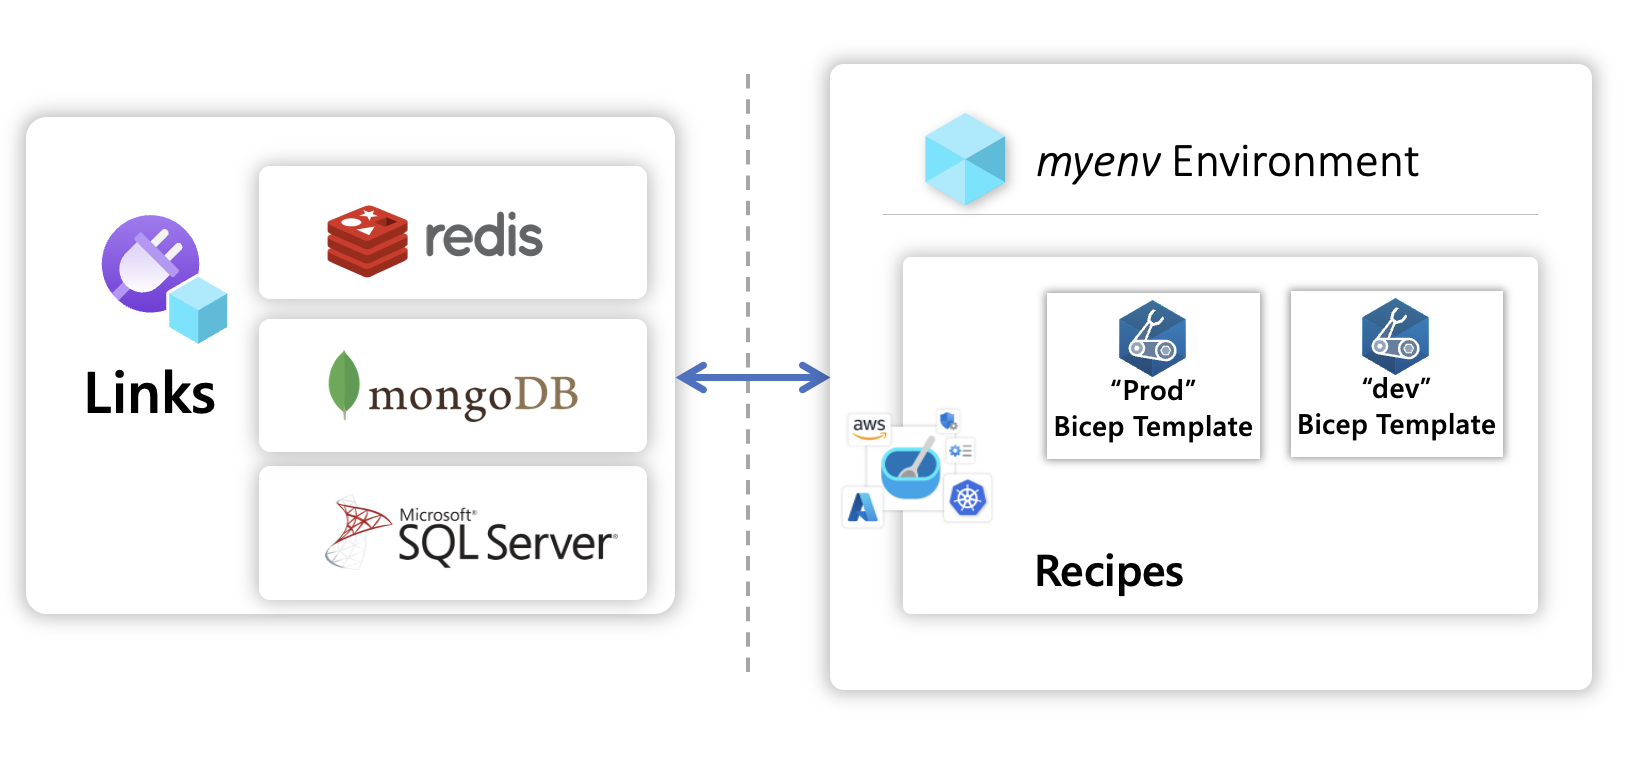 Links
redis
mongoDB
Microsoft®
SQL Server®
myenv Environment
“Prod”
Bicep Template
“dev”
Bicep Template
aws
Recipes